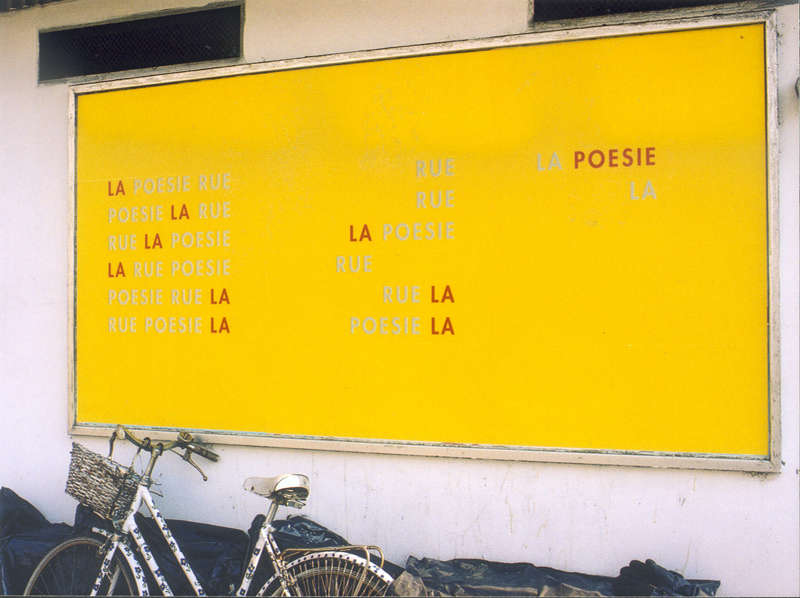 LA POESIE RUE
POESIE LA RUE
RUE LA POESIE
LA RUE POESIE
POESIE RUE LA
RUE POESIE LA
RUE
RUE
LA POESIE
RUE
RUE LA
POESIE LA
LA POESIE
LA